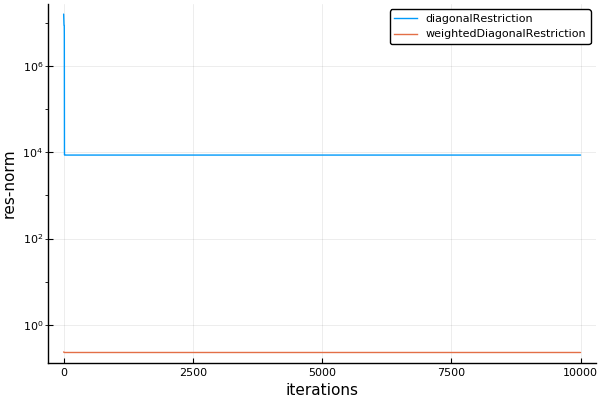 diagonalRestriction
weightedDiagonalRestriction
10⁶
10⁴
10²
10⁰
res-norm
0 2500 5000 7500 10000
iterations